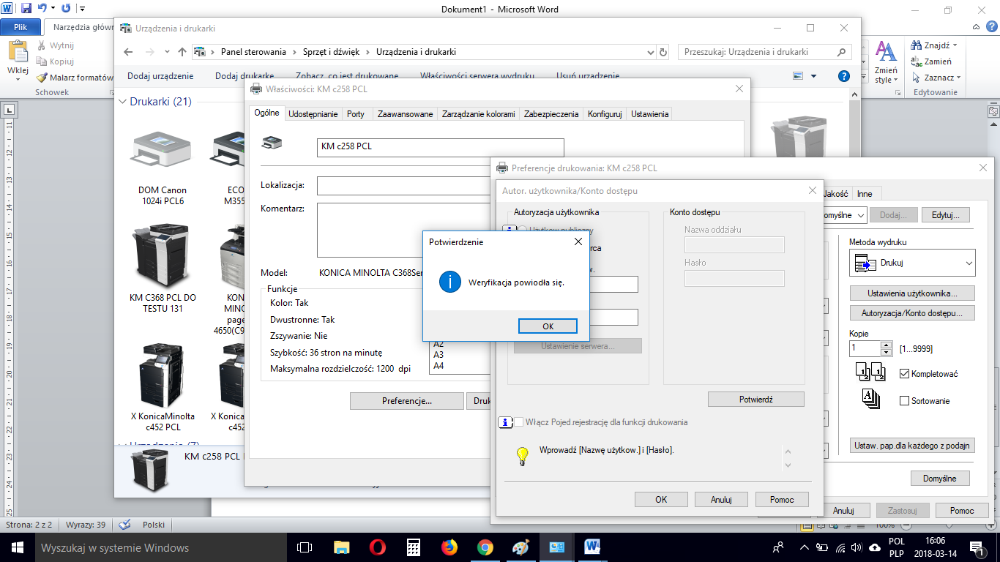 Dokument1 - Microsoft Word
Plik
Narzędzia główn
Wklej
Wytnij
Kopiuj
Malarz formatów
Schowek
Zmień
style
Znajdź
Zamień
Zaznacz
Edytowanie
Urządzenia i drukarki
Panel sterowania
Sprzęt i dźwięk
Urządzenia i drukarki
Przeszukaj: Urządzenia i drukarki
Dodaj urządzenie
Dodaj drukarkę
Zobacz, co jest drukowane
Właściwości serwera wydruku
Usuń urządzenie
Drukarki (21)
DOM Canon
1024i PCL6
ECO
M355
KM C368 PCL DO
TESTU 131
KON
MINO
page
4650(C9
X KonicaMinolta
c452 PCL
X Konica
c452
Urządzenia (7)
KM c258 PCL
Właściwości: KM c258 PCL
Ogólne
Udostępnianie
Porty
Zaawansowane
Zarządzanie kolorami
Zabezpieczenia
Konfiguruj
Ustawienia
KM c258 PCL
Lokalizacja:
Komentarz:
Model:
KONICA MINOLTA C368Ser
Funkcje
Kolor: Tak
Dwustronne: Tak
Zszywanie: Nie
Szybkość: 36 stron na minutę
Maksymalna rozdzielczość: 1200 dpi
A2
A3
A4
Preferencje...
Druk
Preferencje drukowania: KM c258 PCL
Jakość
Inne
omyślne
Dodaj...
Edytuj...
Metoda wydruku
Drukuj
Ustawienia użytkownika...
Autoryzacja/Konto dostępu...
Kopie
1
[1...9999]
Kompletować
Sortowanie
Ustaw. pap.dla każdego z podajn
Domyślne
Anuluj
Zastosuj
Pomoc
Autor. użytkownika/Konto dostępu
Autoryzacja użytkownika
Użytkow.publiczny
rca
w.
Ustawienie serwera...
Konto dostępu
Nazwa oddziału
Hasło
Potwierdź
Włącz Pojed.rejestrację dla funkcji drukowania
Wprowadź [Nazwę użytkow.] i [Hasło].
OK
Anuluj
Pomoc
Potwierdzenie
Weryfikacja powiodła się.
OK
Strona: 2 z 2
Wyrazy: 39
Polski
100%
Wyszukaj w systemie Windows
POL
PLP
16:06
2018-03-14
1